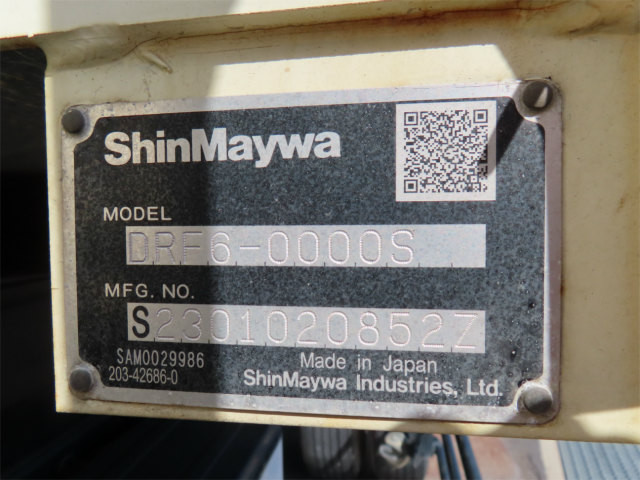 ShinMaywa
MODEL
DRF6-0000S
MFG. NO.
S2301020852Z
SAM0029986
203-42686-0
Made in Japan
ShinMaywa Industries, Ltd.